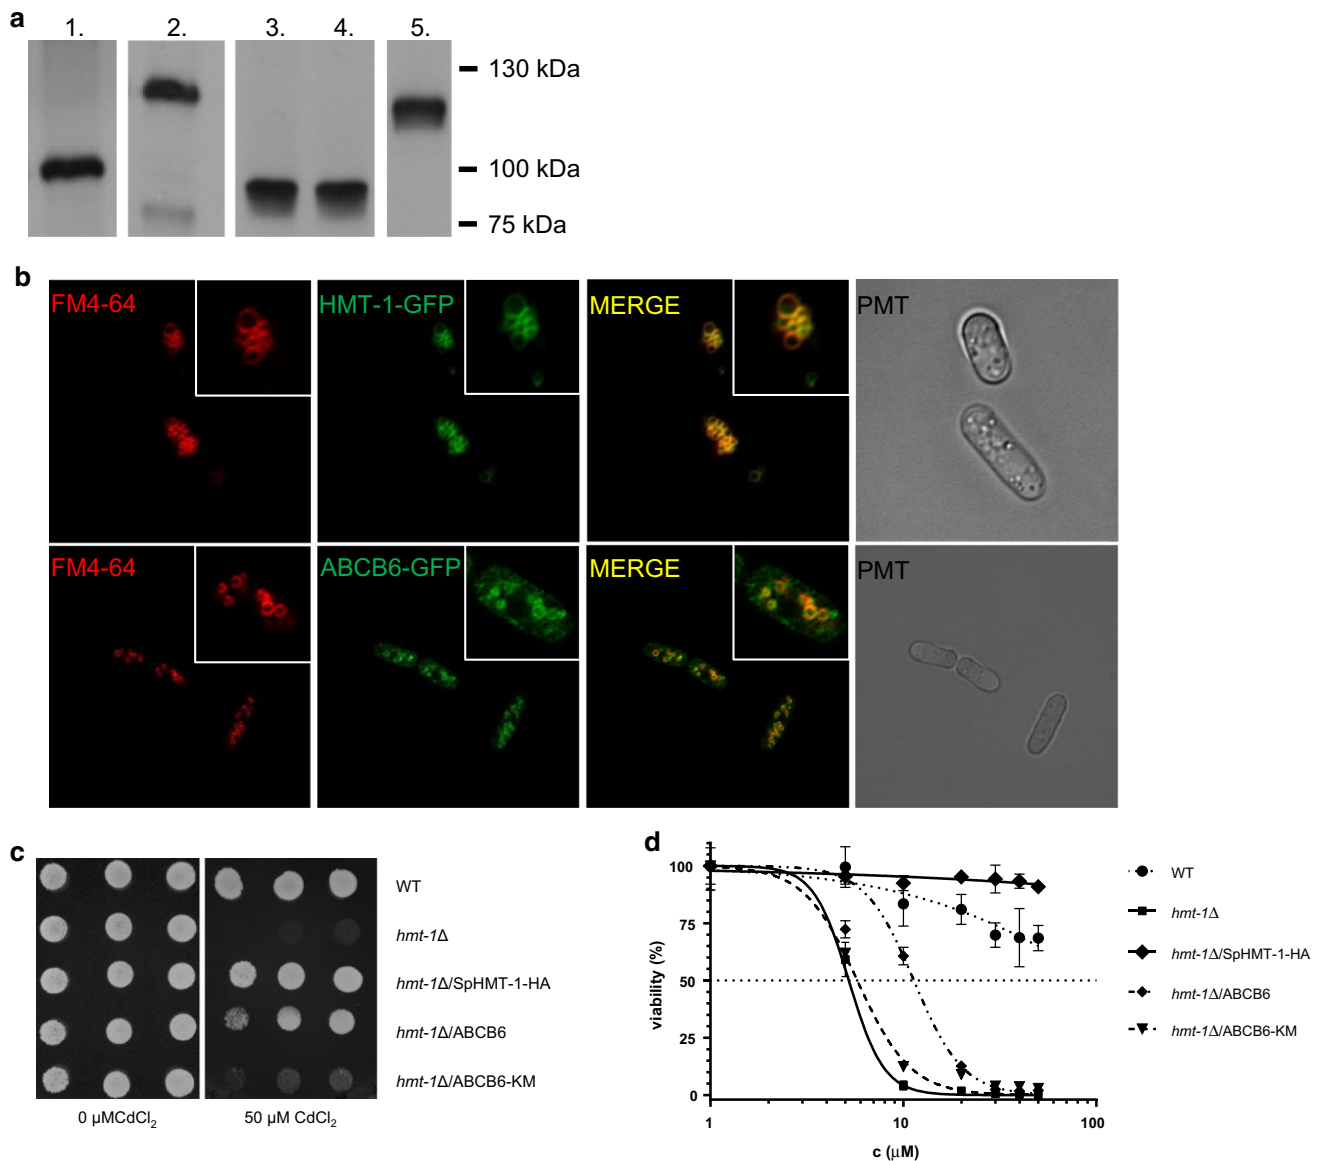 a
1. 2. 3. 4. 5.
130 kDa
100 kDa
75 kDa
b
FM4-64 HMT-1-GFP MERGE PMT
FM4-64 ABCB6-GFP MERGE PMT
c
WT
hmt-1Δ
hmt-1Δ/SpHMT-1-HA
hmt-1Δ/ABCB6
hmt-1Δ/ABCB6-KM
0 µMCdCl₂ 50 µM CdCl₂
d
viability (%)
100
75
50
25
0
1 10 100
c (µM)
WT
hmt-1Δ
hmt-1Δ/SpHMT-1-HA
hmt-1Δ/ABCB6
hmt-1Δ/ABCB6-KM